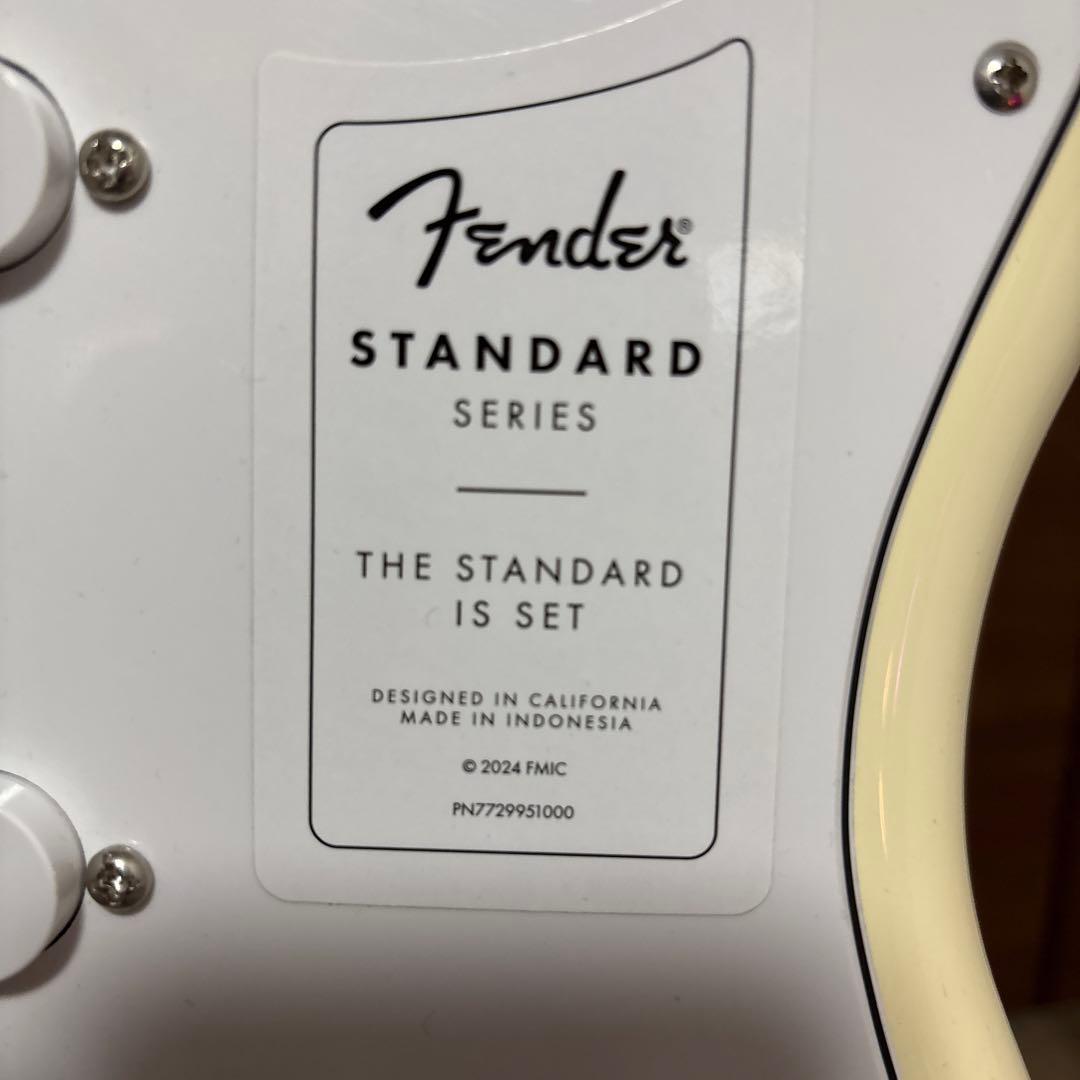 Fender®
STANDARD
SERIES
THE STANDARD
IS SET
DESIGNED IN CALIFORNIA
MADE IN INDONESIA
© 2024 FMIC
PN7729951000